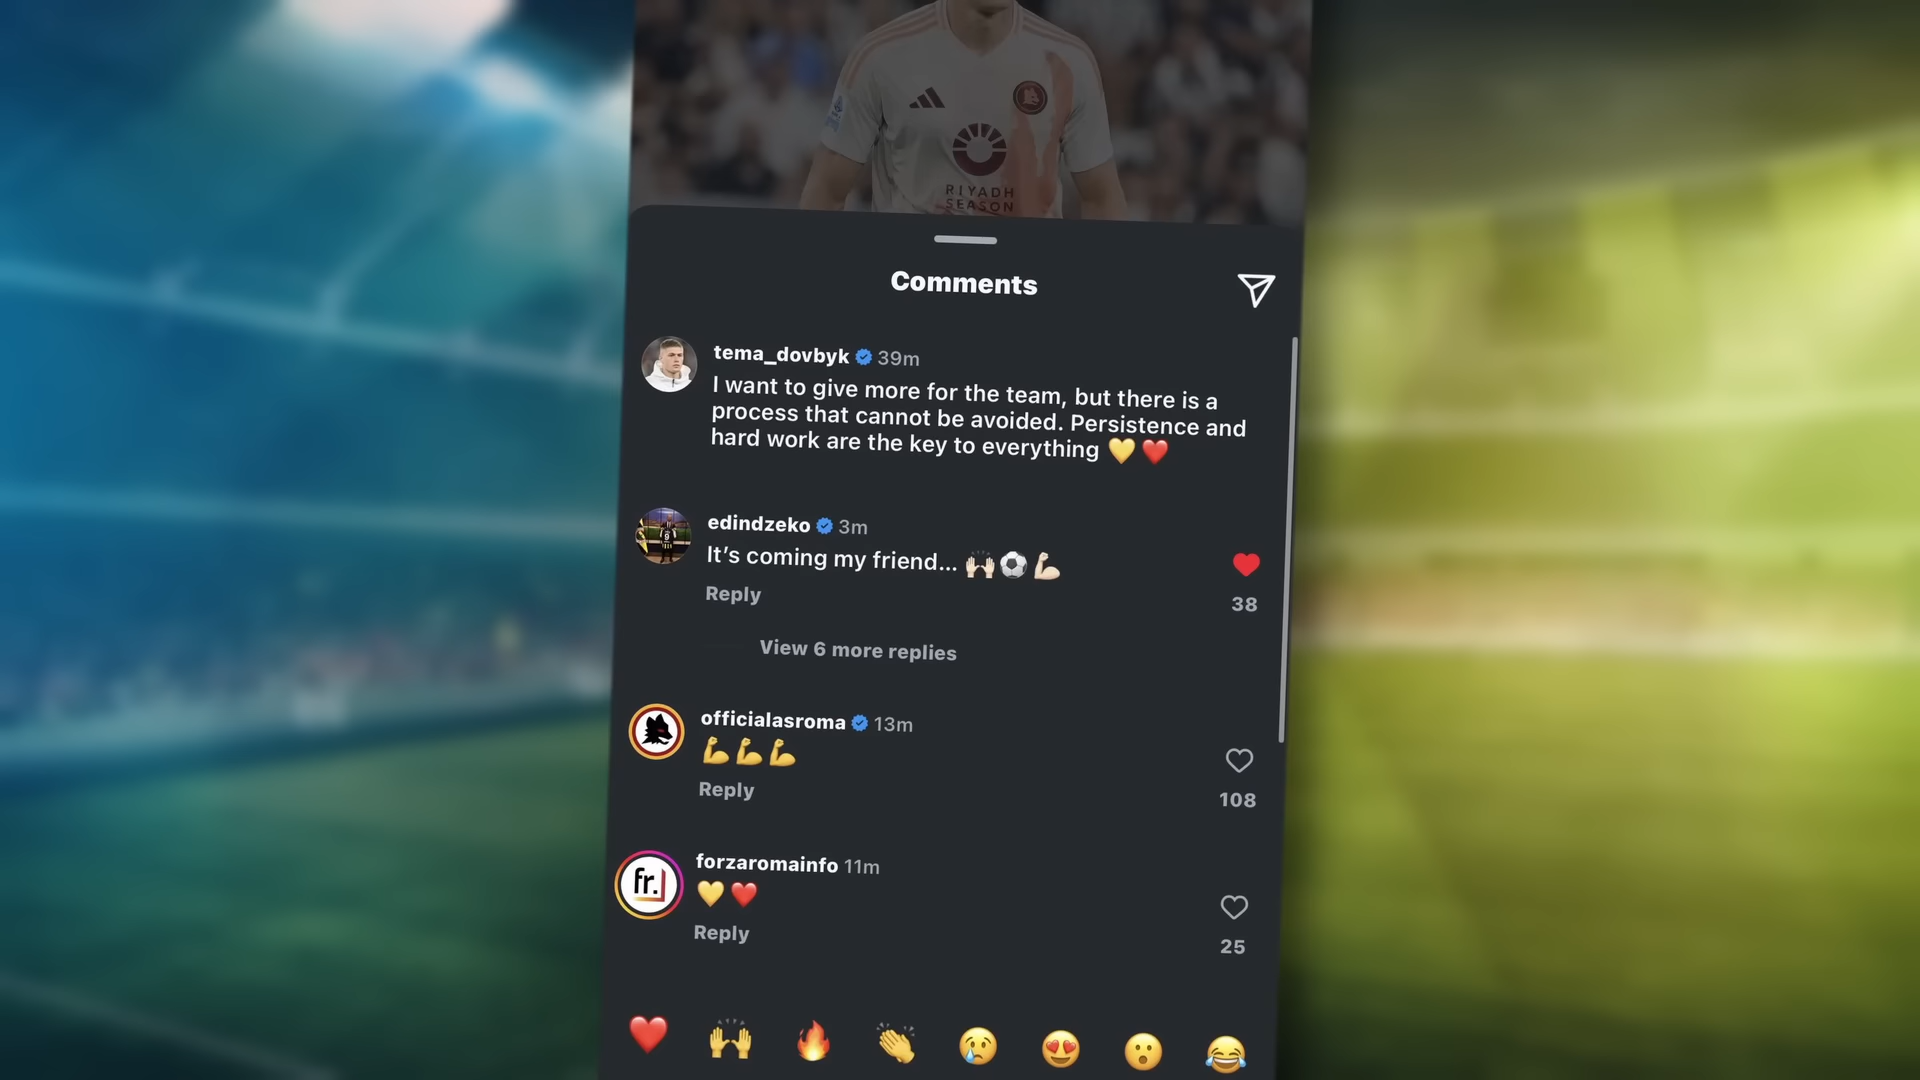 RIYADH
SEASON
Comments
tema_dovbyk 39m
I want to give more for the team, but there is a
process that cannot be avoided. Persistence and
hard work are the key to everything 💛 ❤️
edindzeko 3m
It’s coming my friend... 🙌🏻⚽💪🏻
38
Reply
View 6 more replies
officialasroma 13m
💪💪💪
Reply
108
forzaromainfo 11m
fr.
💛 ❤️
Reply
25
❤️ 🙌 🔥 👏 😢 😍 😮 😂